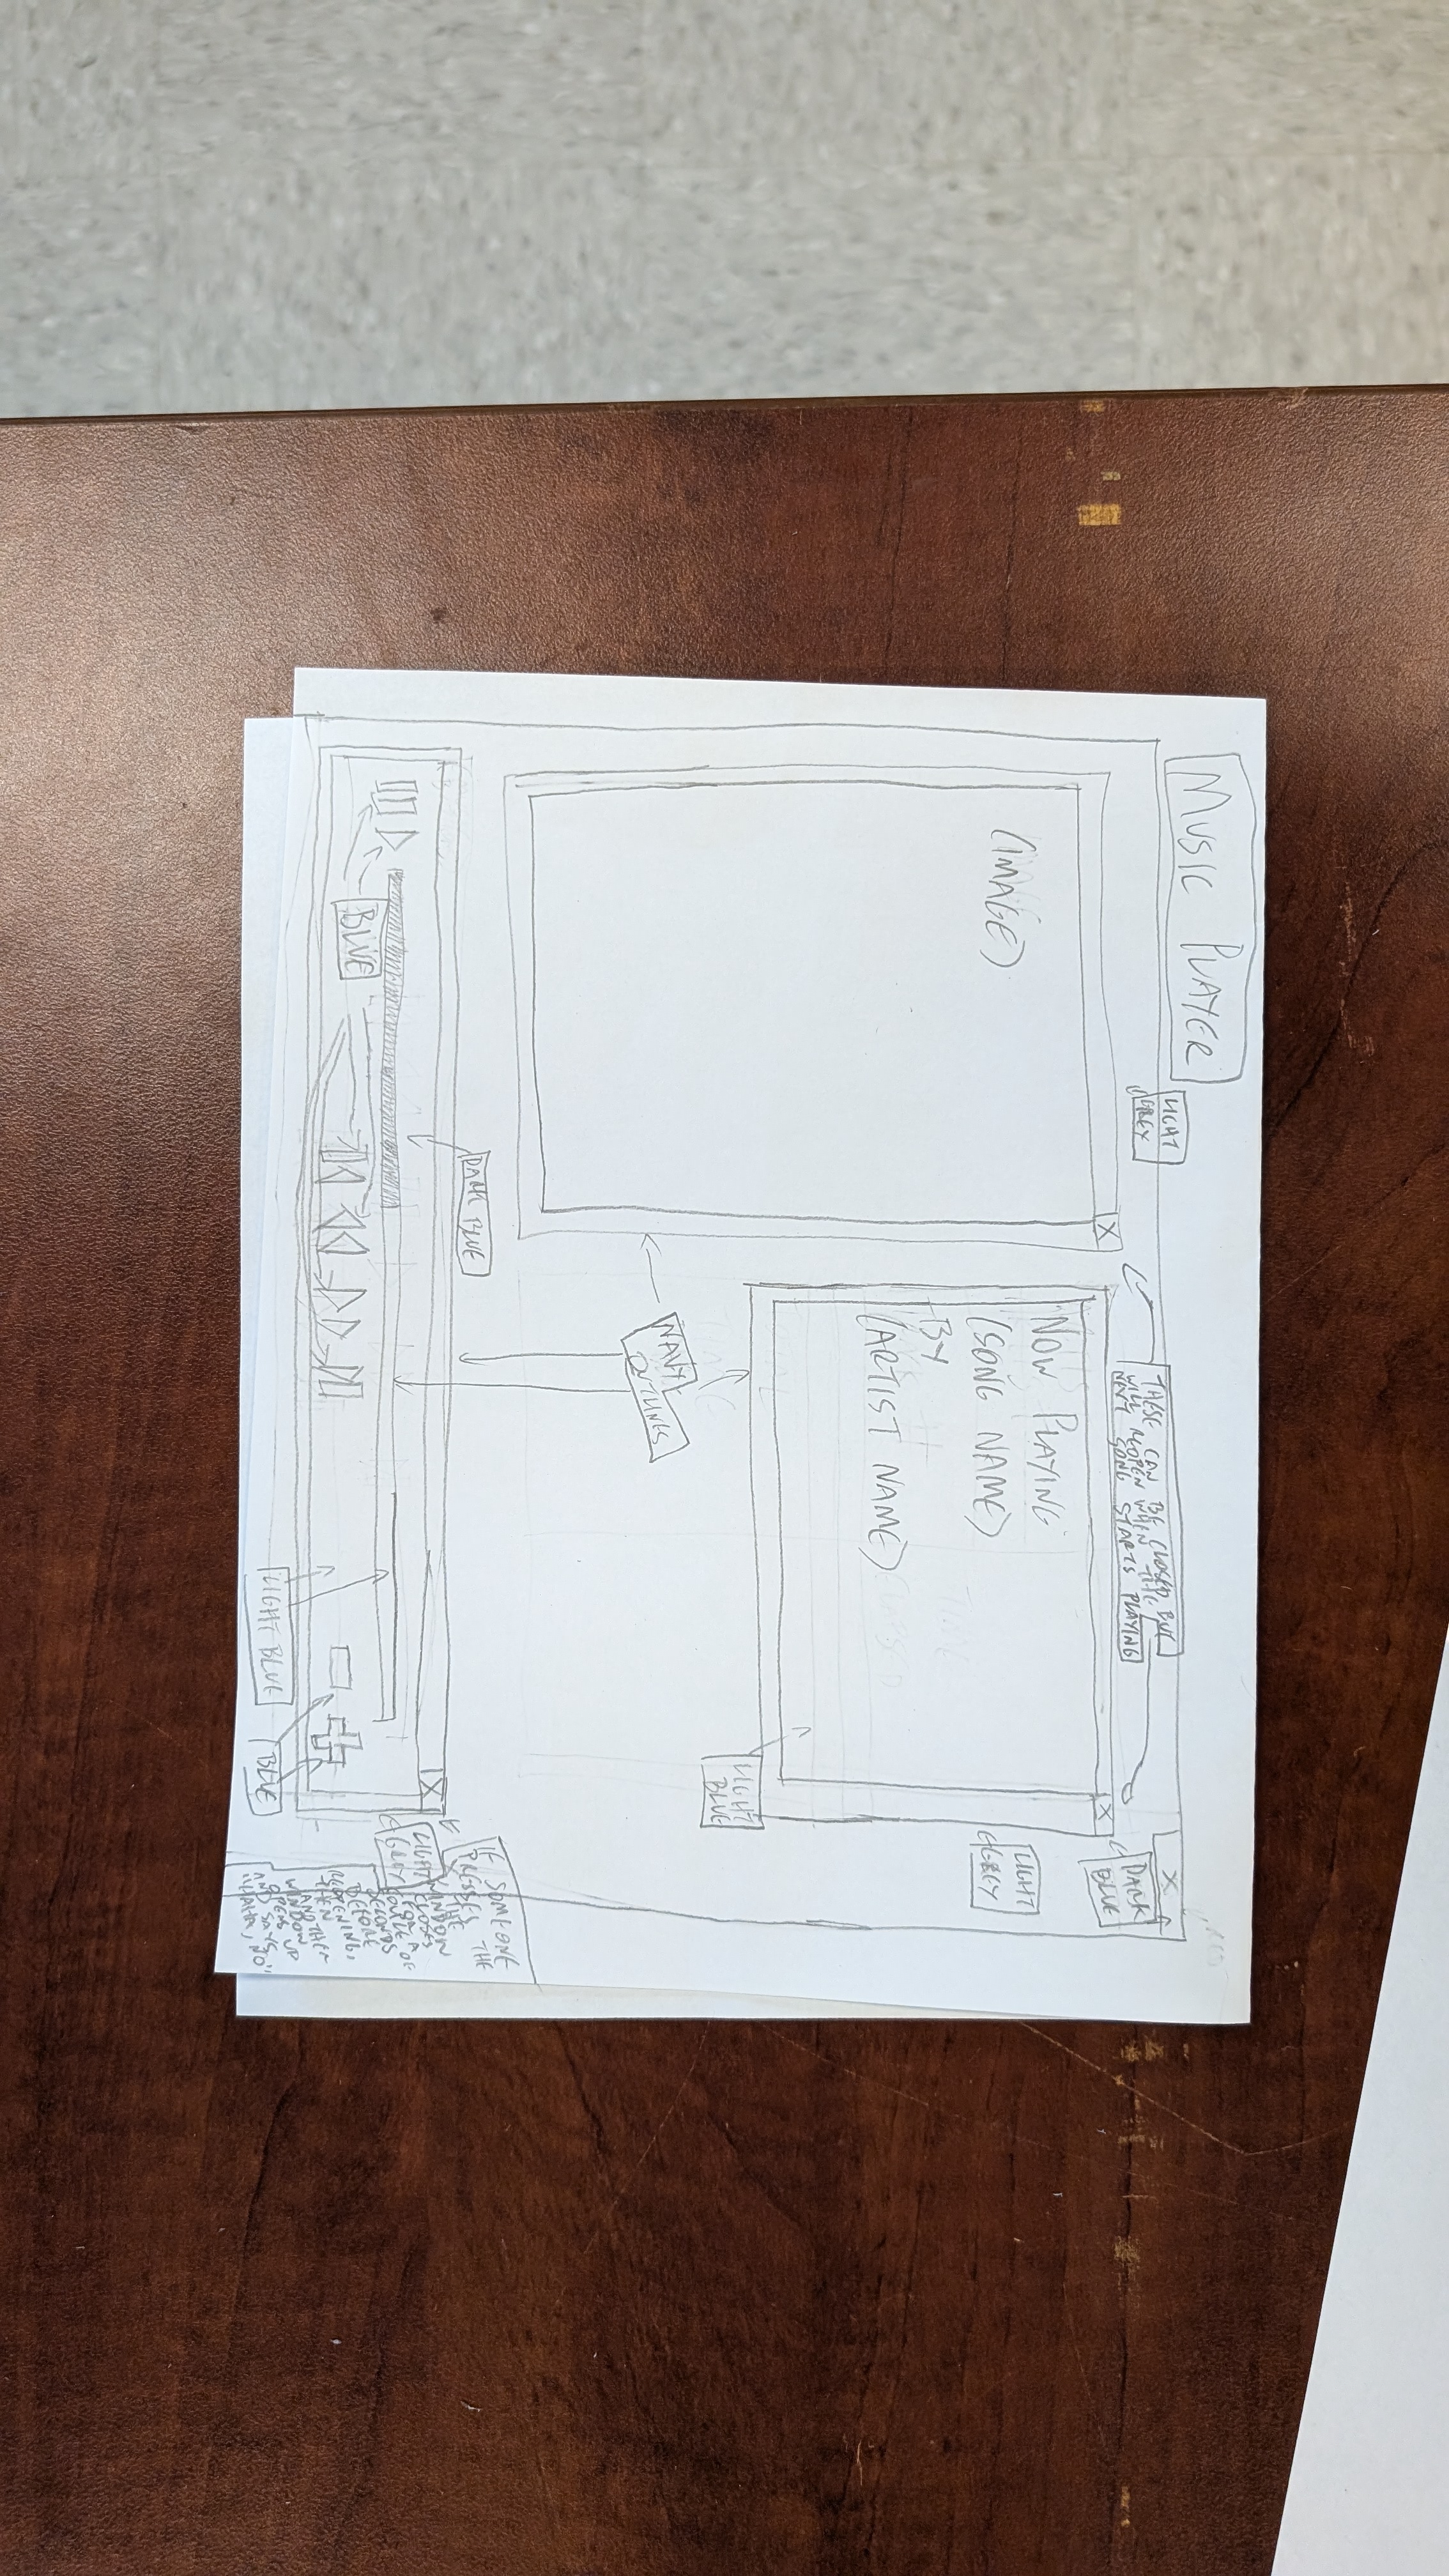 MUSIC PLAYER
LIGHT
GREY
THESE CAN BE CLOSED BUT
WILL REOPEN WHEN THE
NEXT SONG STARTS PLAYING
X
DARK
BLUE
X
X
(IMAGE)
NOW PLAYING
(SONG NAME)
BY
(ARTIST NAME)
LIGHT
GREY
LIGHT
BLUE
NAVY
OUTLINES
DARK BLUE
X
BLUE
LIGHT BLUE
BLUE
LIGHT
GREY
IF SOMEONE
PRESSES THE
THE
WINDOW
CLOSES
FOR A
COUPLE OF
SECONDS
BEFORE
REOPENING,
THEN
ANOTHER
WINDOW
OPENS UP
AND SAYS
"HAHA, NO"